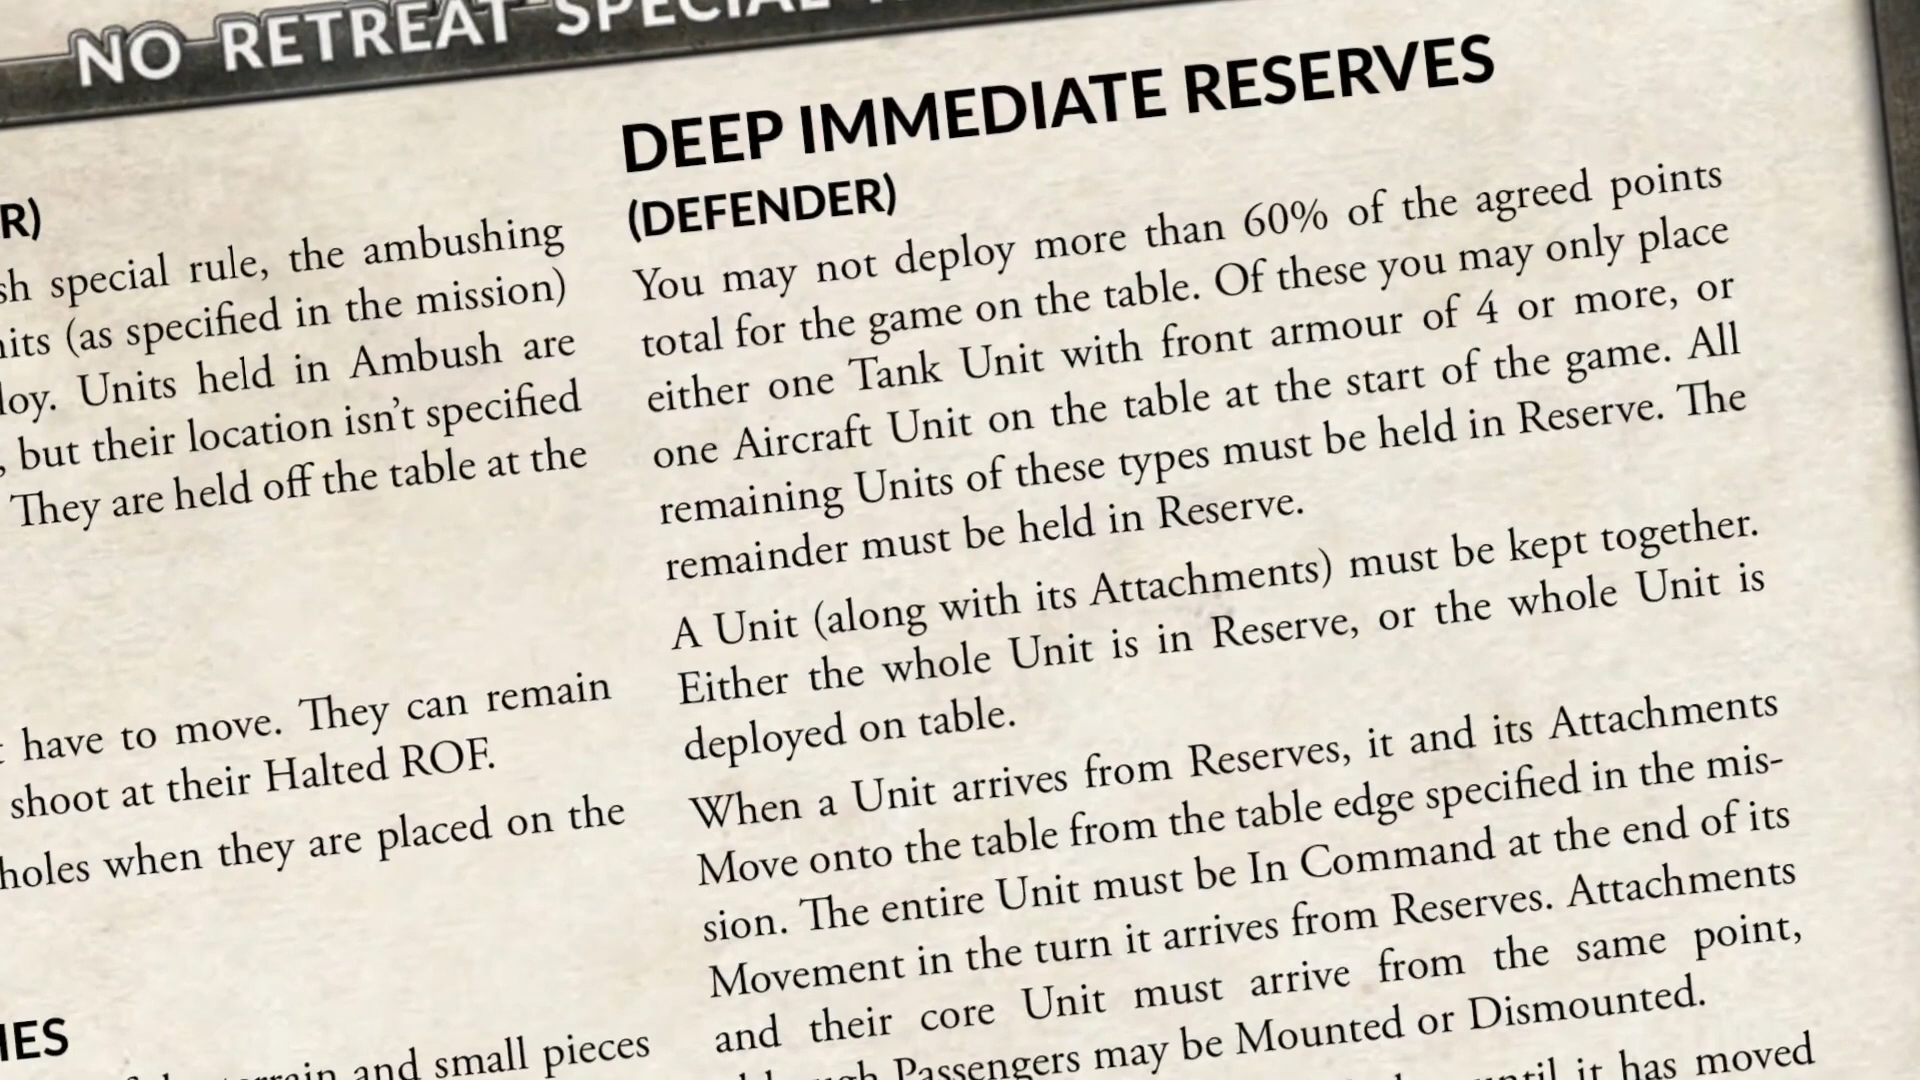 NO RETREAT SPECIAL
R)
special rule, the ambushing
(as specified in the mission)
Units held in Ambush are
, but their location isn't specified
They are held off the table at the
have to move. They can remain
shoot at their Halted ROF.
when they are placed on the
and small pieces
DEEP IMMEDIATE RESERVES
(DEFENDER)
You may not deploy more than 60% of the agreed points
total for the game on the table. Of these you may only place
either one Tank Unit with front armour of 4 or more, or
one Aircraft Unit on the table at the start of the game. All
remaining Units of these types must be held in Reserve. The
remainder must be held in Reserve.
A Unit (along with its Attachments) must be kept together.
Either the whole Unit is in Reserve, or the whole Unit is
deployed on table.
When a Unit arrives from Reserves, it and its Attachments
Move onto the table from the table edge specified in the mis-
sion. The entire Unit must be In Command at the end of its
Movement in the turn it arrives from Reserves. Attachments
and their core Unit must arrive from the same point,
Passengers may be Mounted or Dismounted.
until it has moved